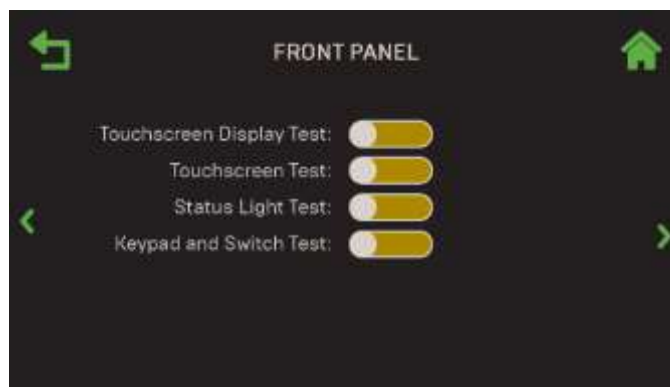 FRONT PANEL
Touchscreen Display Test:
Touchscreen Test:
Status Light Test:
Keypad and Switch Test: